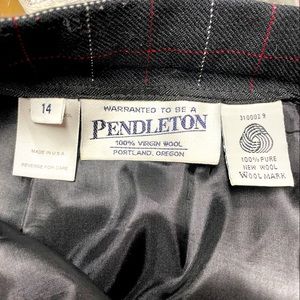 14
MADE IN U.S.A.
REVERSE FOR CARE
WARRANTED TO BE A
PENDLETON
100% VIRGIN WOOL
PORTLAND, OREGON
310002 9
100% PURE
NEW WOOL
WOOLMARK